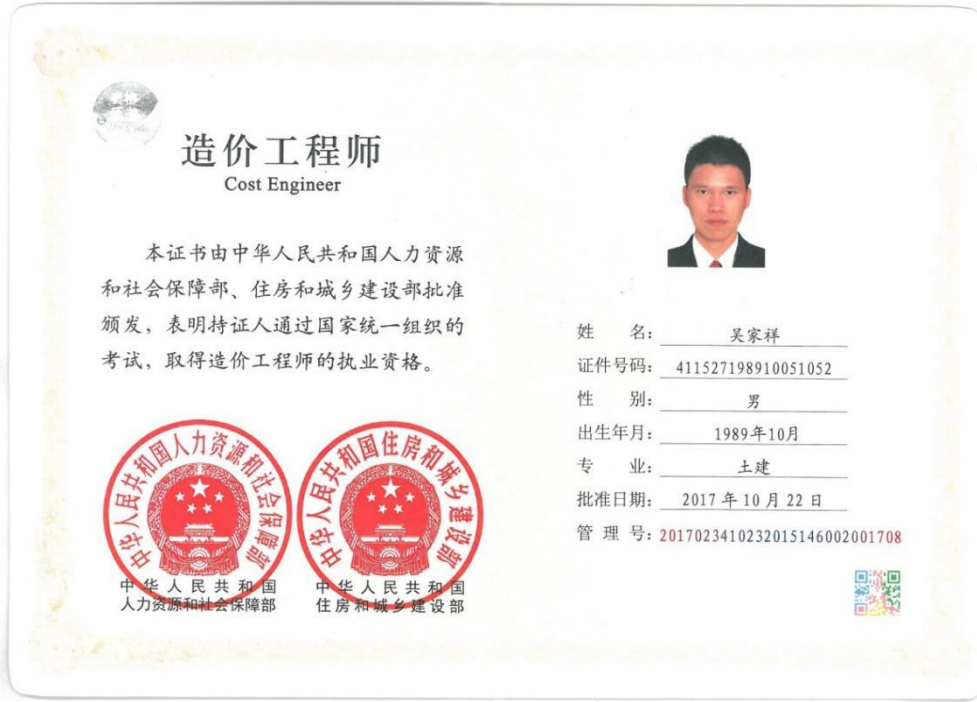 造价工程师
Cost Engineer
本证书由中华人民共和国人力资源
和社会保障部、住房和城乡建设部批准
颁发，表明持证人通过国家统一组织的
考试，取得造价工程师的执业资格。
中华人民共和国人力资源和社会保障部
中华人民共和国
人力资源和社会保障部
中华人民共和国住房和城乡建设部
中华人民共和国
住房和城乡建设部
姓 名： 吴家祥
证件号码： 411527198910051052
性 别： 男
出生年月： 1989年10月
专 业： 土建
批准日期： 2017年10月22日
管 理 号：2017023410232015146002001708